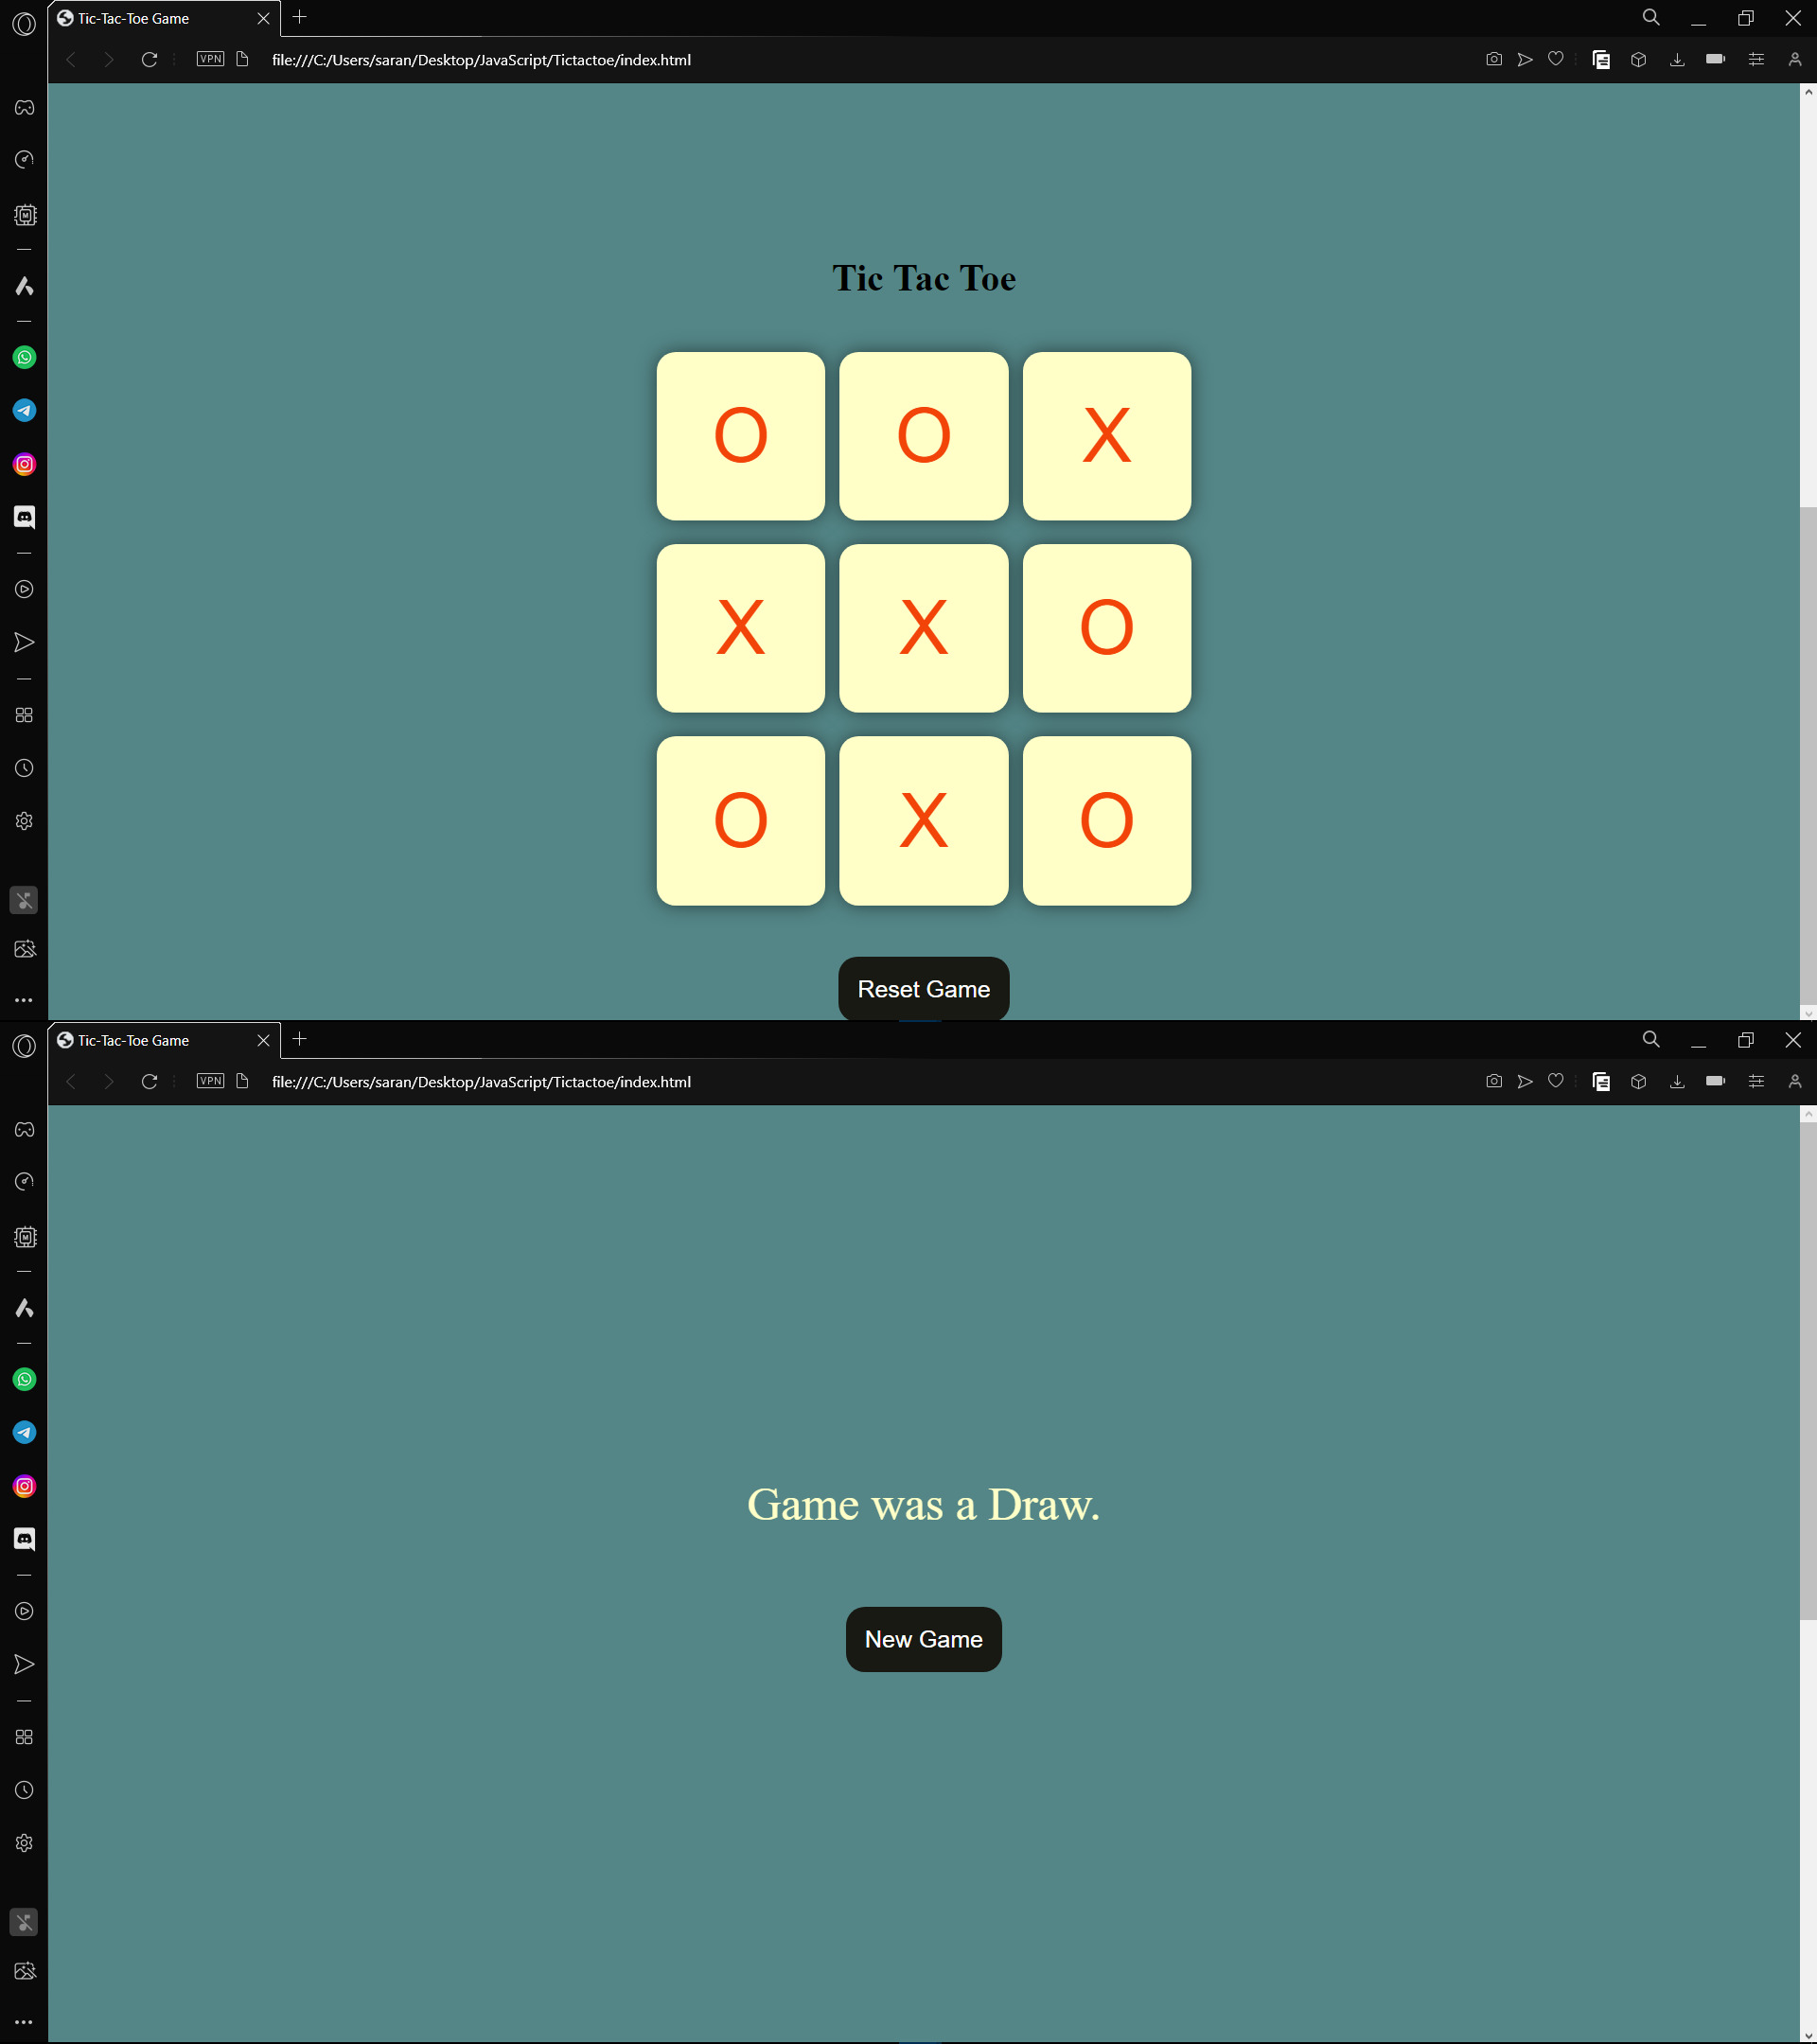 Tic-Tac-Toe Game
VPN file:///C:/Users/saran/Desktop/JavaScript/Tictactoe/index.html
Tic Tac Toe
O O X
X X O
O X O
Reset Game
Tic-Tac-Toe Game
VPN file:///C:/Users/saran/Desktop/JavaScript/Tictactoe/index.html
Game was a Draw.
New Game